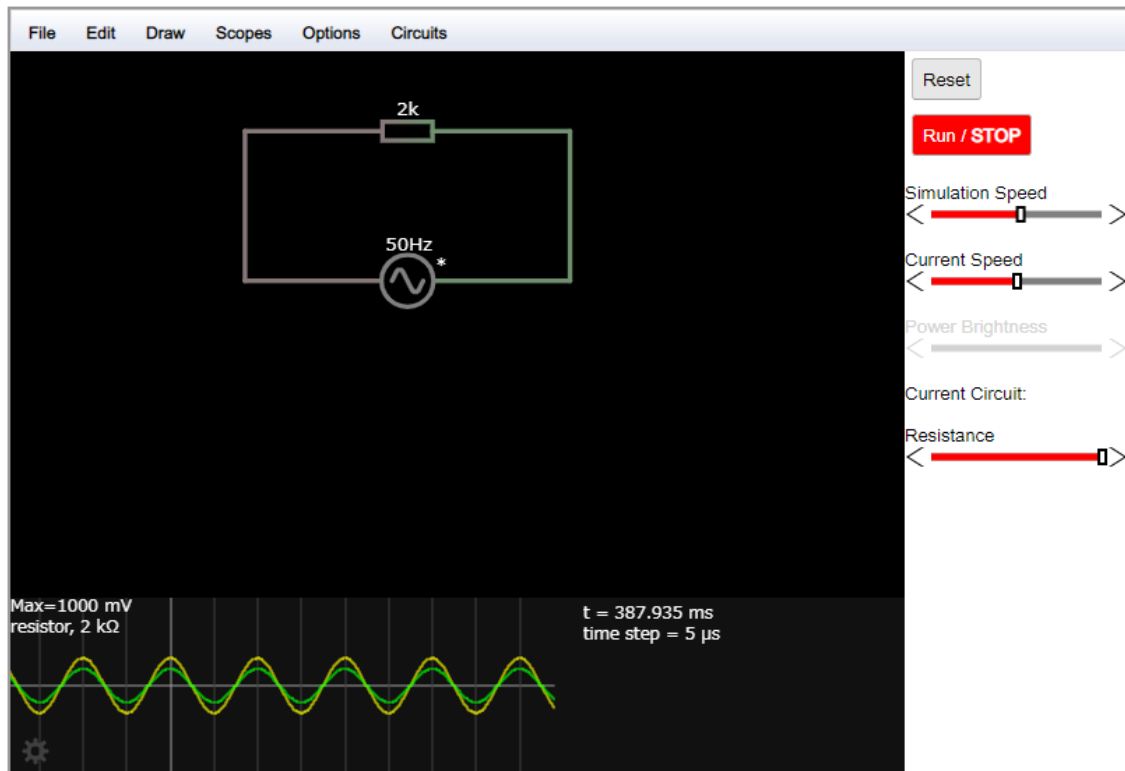 File Edit Draw Scopes Options Circuits
Reset
Run / STOP
Simulation Speed
Current Speed
Power Brightness
Current Circuit:
Resistance
2k
50Hz
*
Max=1000 mV
resistor, 2 kΩ
t = 387.935 ms
time step = 5 μs